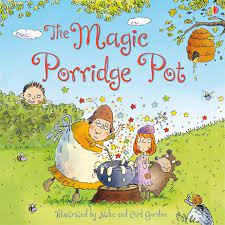 The Magic
Porridge Pot
Illustrated by Mike and Carl Gordon